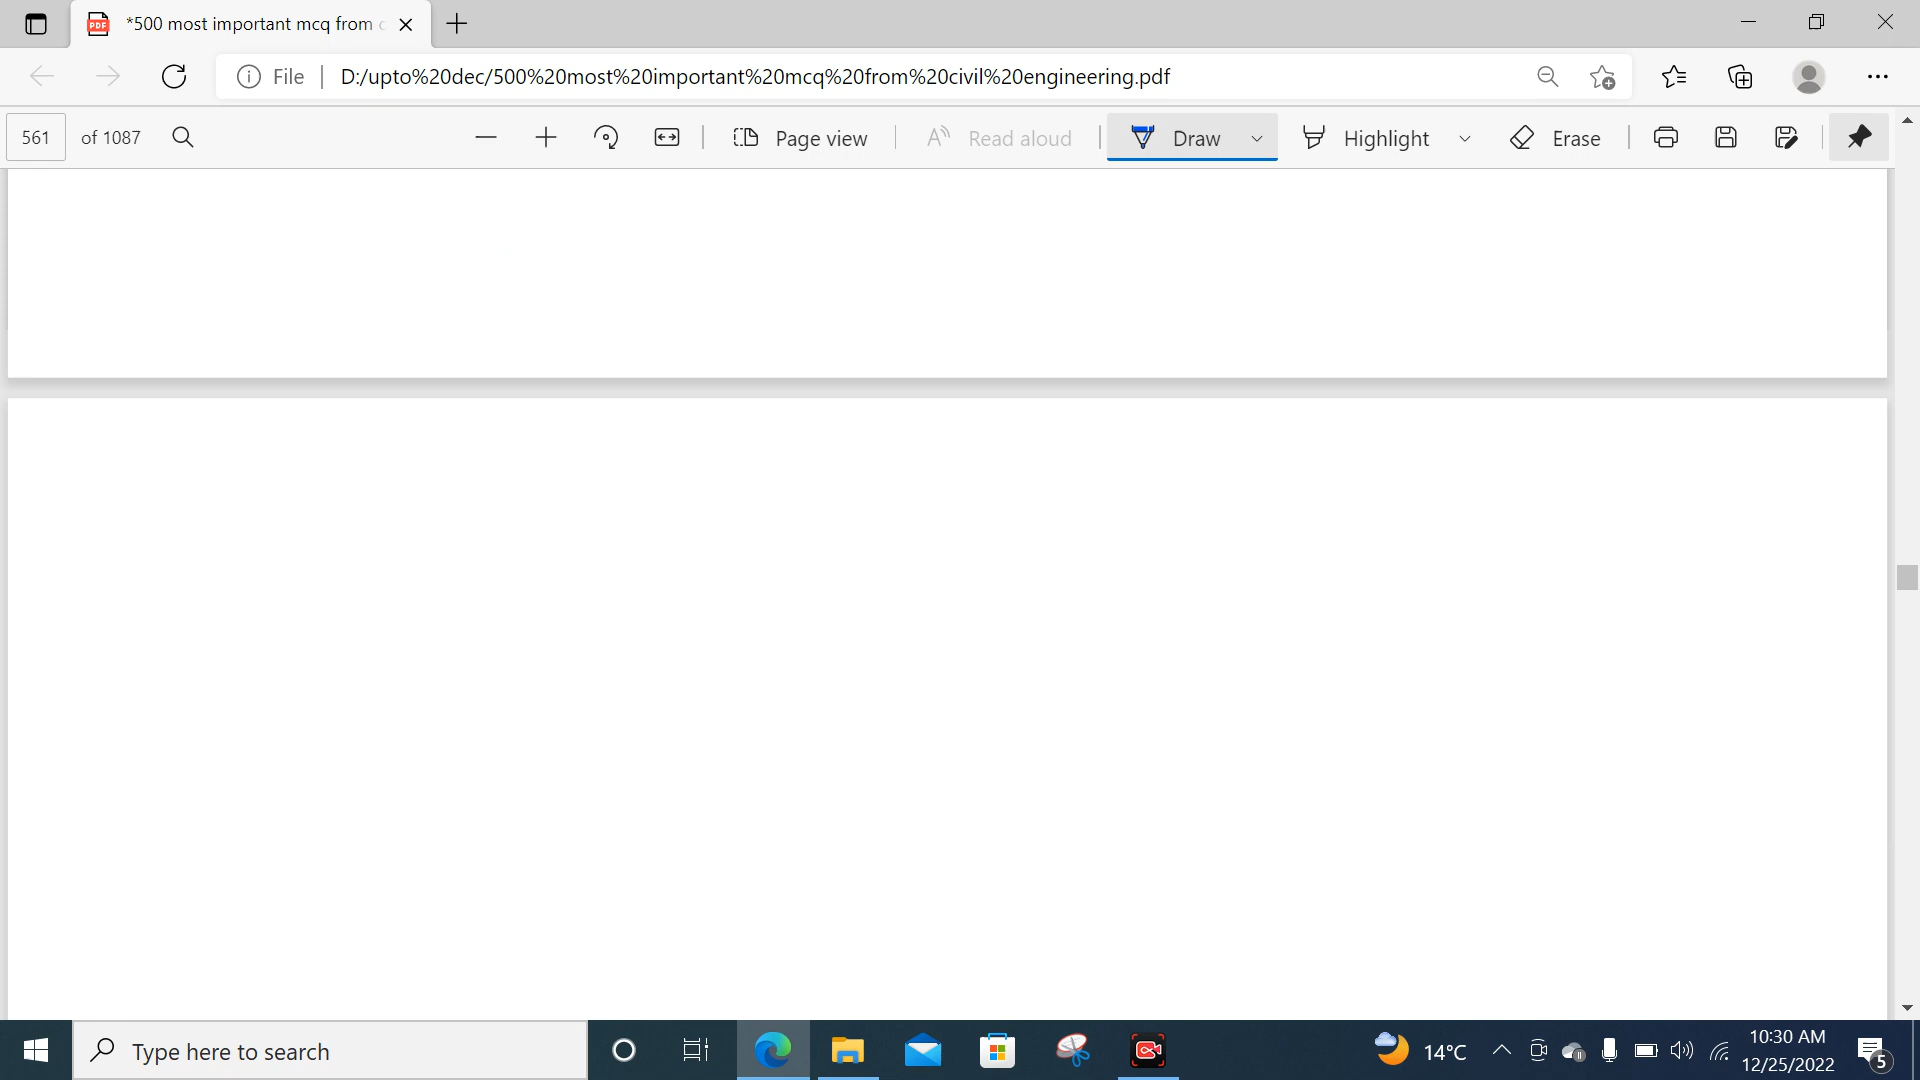 *500 most important mcq from c
File
D:/upto%20dec/500%20most%20important%20mcq%20from%20civil%20engineering.pdf
561 of 1087
Page view
Read aloud
Draw
Highlight
Erase
PDF
Type here to search
14°C
10:30 AM
12/25/2022
5